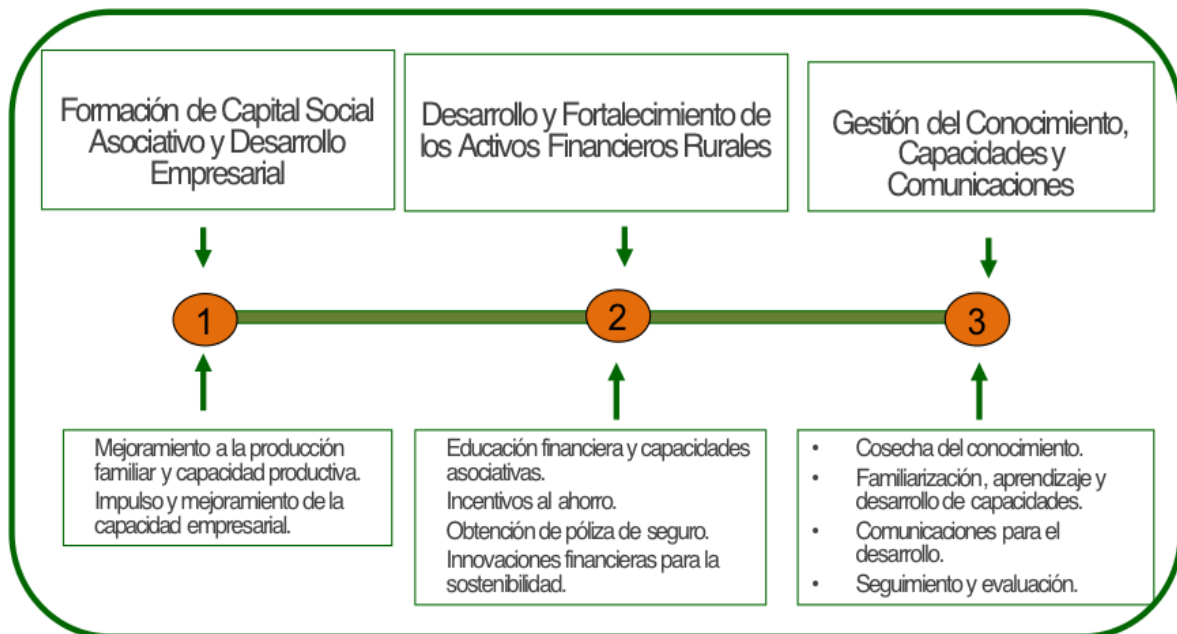 Formación de Capital Social
Asociativo y Desarrollo
Empresarial
Desarrollo y Fortalecimiento de
los Activos Financieros Rurales
Gestión del Conocimiento,
Capacidades y
Comunicaciones
1
2
3
Mejoramiento a la producción
familiar y capacidad productiva.
Impulso y mejoramiento de la
capacidad empresarial.
Educación financiera y capacidades
asociativas.
Incentivos al ahorro.
Obtención de póliza de seguro.
Innovaciones financieras para la
sostenibilidad.
• Cosecha del conocimiento.
• Familiarización, aprendizaje y
desarrollo de capacidades.
• Comunicaciones para el
desarrollo.
• Seguimiento y evaluación.